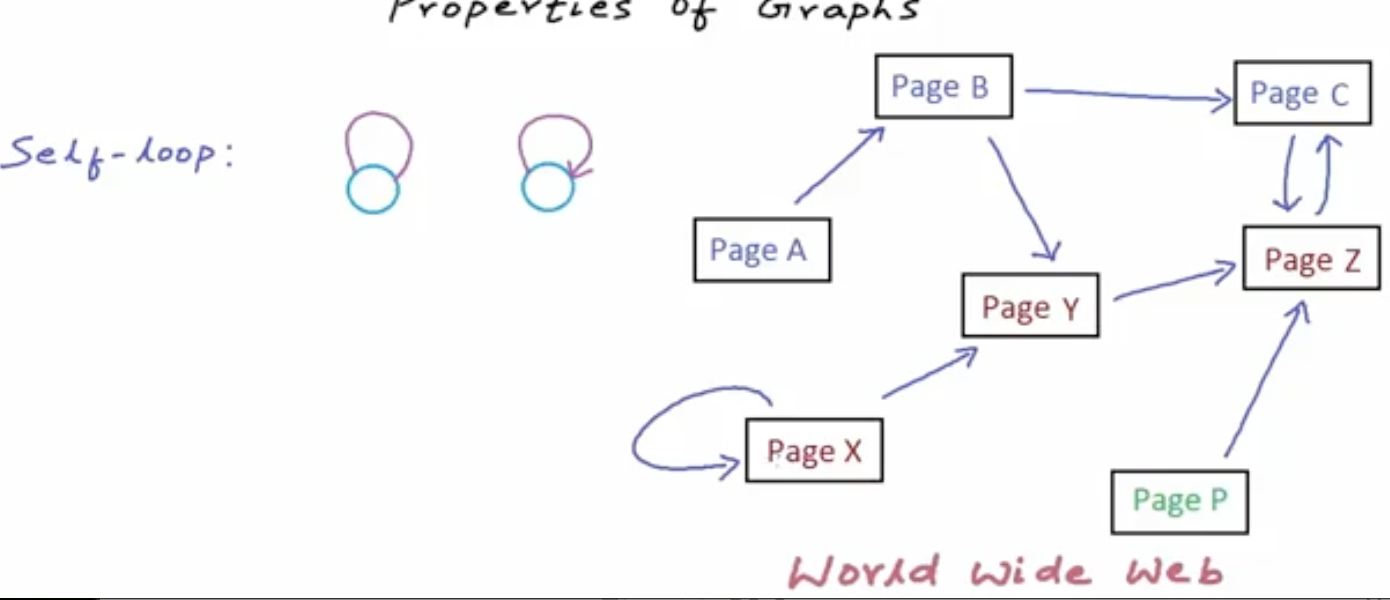 Properties of Graphs
Self-loop:
Page B
Page C
Page A
Page Z
Page Y
Page X
Page P
World Wide Web